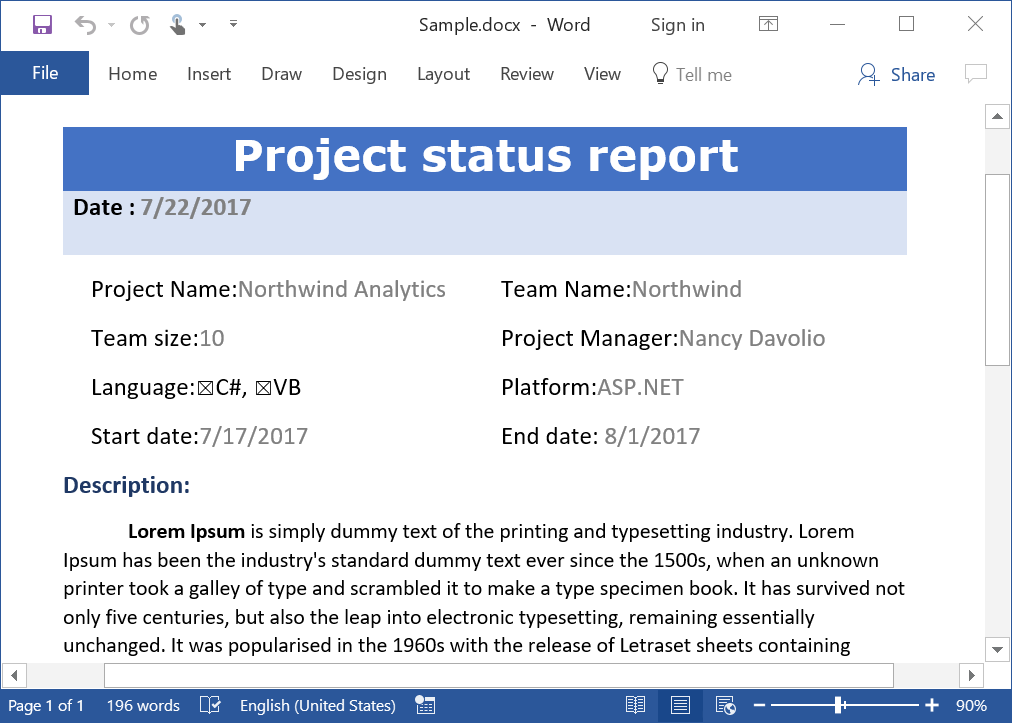 Sample.docx - Word Sign in
File Home Insert Draw Design Layout Review View Tell me Share
Project status report
Date : 7/22/2017
Project Name:Northwind Analytics Team Name:Northwind
Team size:10 Project Manager:Nancy Davolio
Language:☒C#, ☒VB Platform:ASP.NET
Start date:7/17/2017 End date: 8/1/2017
Description:
Lorem Ipsum is simply dummy text of the printing and typesetting industry. Lorem
Ipsum has been the industry's standard dummy text ever since the 1500s, when an unknown
printer took a galley of type and scrambled it to make a type specimen book. It has survived not
only five centuries, but also the leap into electronic typesetting, remaining essentially
unchanged. It was popularised in the 1960s with the release of Letraset sheets containing
Page 1 of 1 196 words English (United States) 90%